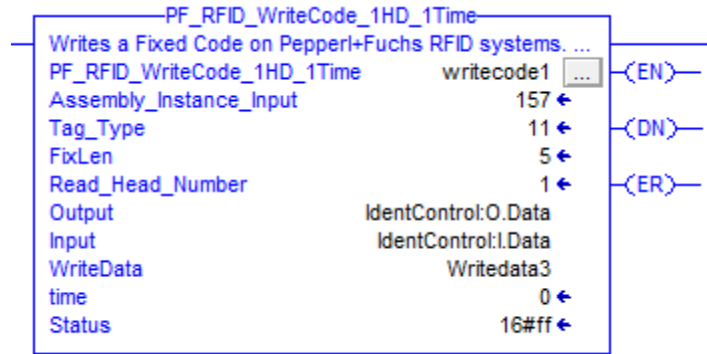 PF_RFID_WriteCode_1HD_1Time
Writes a Fixed Code on Pepperl+Fuchs RFID systems. ...
PF_RFID_WriteCode_1HD_1Time writecode1 ... (EN)
Assembly_Instance_Input 157
Tag_Type 11 (DN)
FixLen 5
Read_Head_Number 1 (ER)
Output IdentControl:O.Data
Input IdentControl:I.Data
WriteData Writedata3
time 0
Status 16#ff